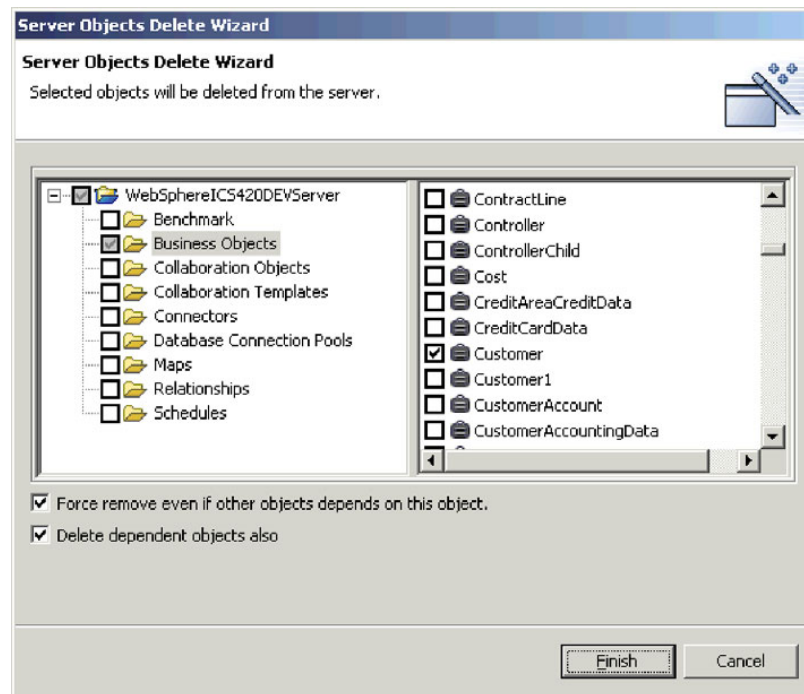 Server Objects Delete Wizard
Server Objects Delete Wizard
Selected objects will be deleted from the server.
WebSphereICS420DEVServer
Benchmark
Business Objects
Collaboration Objects
Collaboration Templates
Connectors
Database Connection Pools
Maps
Relationships
Schedules
ContractLine
Controller
ControllerChild
Cost
CreditAreaCreditData
CreditCardData
Customer
Customer1
CustomerAccount
CustomerAccountingData
Force remove even if other objects depends on this object.
Delete dependent objects also
Finish
Cancel